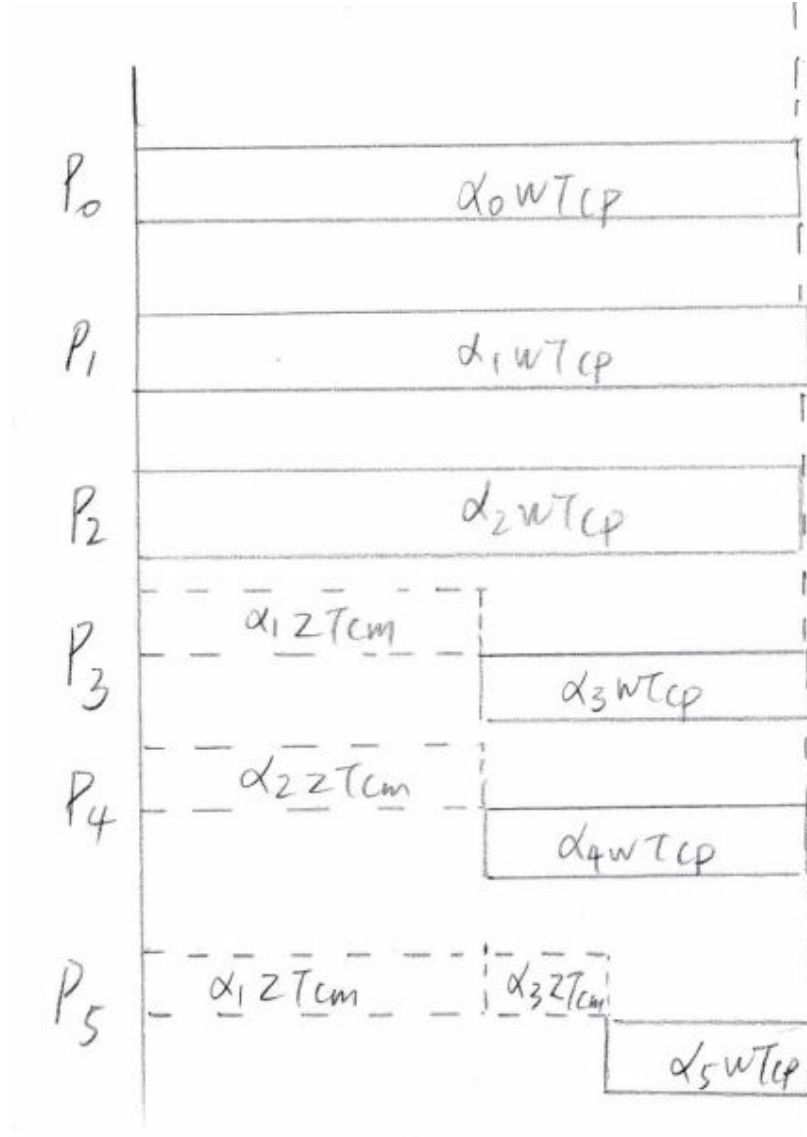 P₀ α₀wTcp
P₁ α₁wTcp
P₂ α₂wTcp
α₁zTcm
P₃ α₃wTcp
α₂zTcm
P₄ α₄wTcp
P₅ α₁zTcm α₃zTcm
α₅wTcp